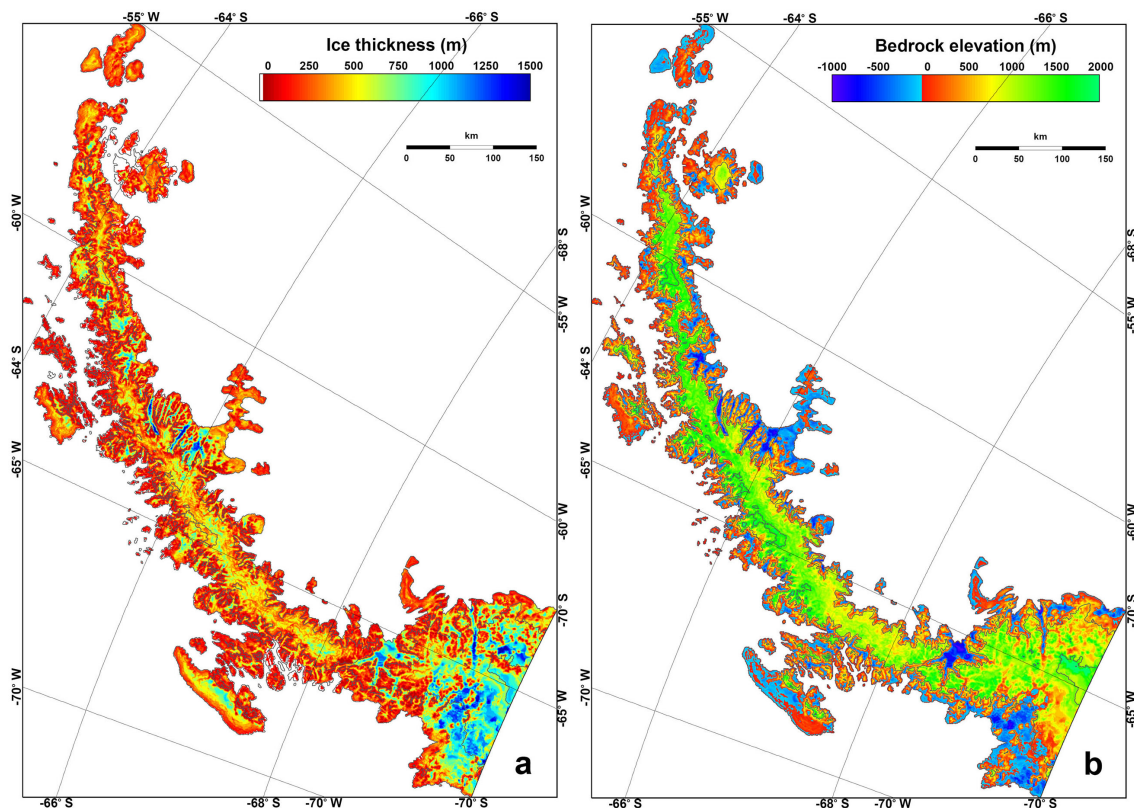 -55° W -64° S -66° S
Ice thickness (m)
0 250 500 750 1000 1250 1500
km
0 50 100 150
-60° W
-64° S
-65° W
-70° W
-68° S
-55° W
-60° W
-70° S
-65° W
a
-66° S -68° S -70° W -70° S
-55° W -64° S -66° S
Bedrock elevation (m)
-1000 -500 0 500 1000 1500 2000
km
0 50 100 150
-60° W
-64° S
-65° W
-70° W
-68° S
-55° W
-60° W
-70° S
-65° W
b
-66° S -68° S -70° W -70° S